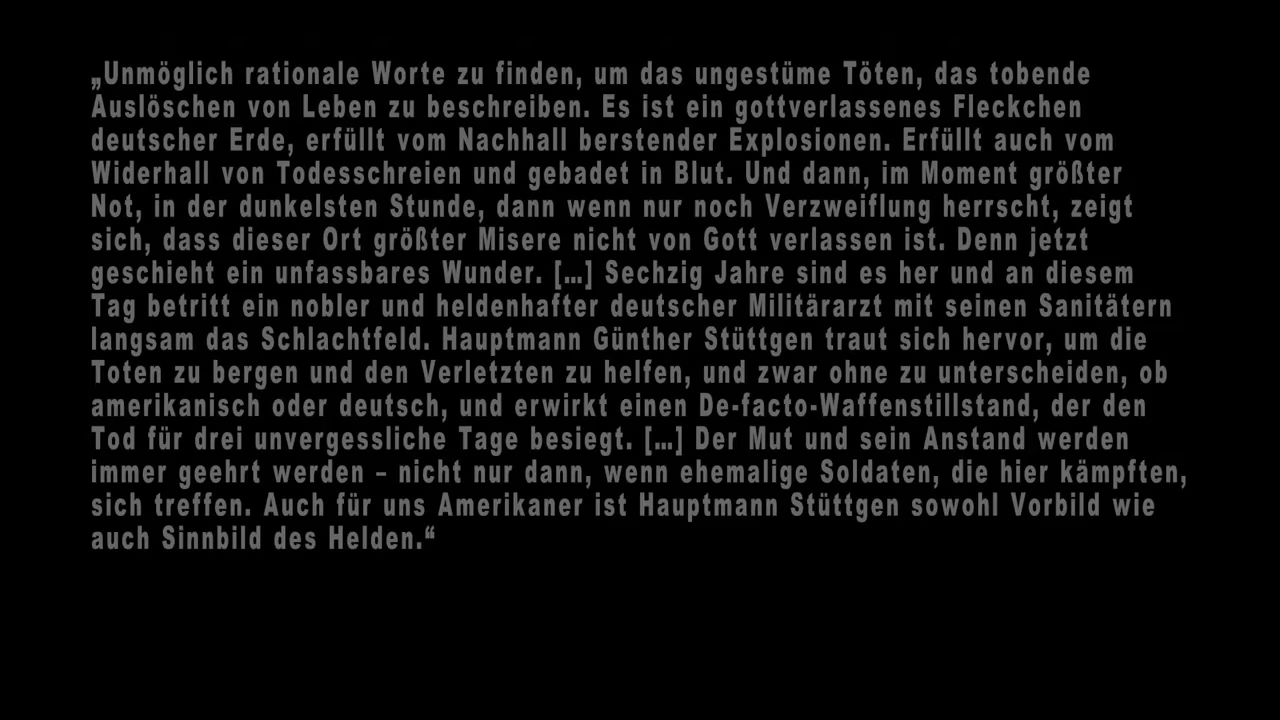 „Unmöglich rationale Worte zu finden, um das ungestüme Töten, das tobende
Auslöschen von Leben zu beschreiben. Es ist ein gottverlassenes Fleckchen
deutscher Erde, erfüllt vom Nachhall berstender Explosionen. Erfüllt auch vom
Widerhall von Todesschreien und gebadet in Blut. Und dann, im Moment größter
Not, in der dunkelsten Stunde, dann wenn nur noch Verzweiflung herrscht, zeigt
sich, dass dieser Ort größter Misere nicht von Gott verlassen ist. Denn jetzt
geschieht ein unfassbares Wunder. […] Sechzig Jahre sind es her und an diesem
Tag betritt ein nobler und heldenhafter deutscher Militärarzt mit seinen Sanitätern
langsam das Schlachtfeld. Hauptmann Günther Stüttgen traut sich hervor, um die
Toten zu bergen und den Verletzten zu helfen, und zwar ohne zu unterscheiden, ob
amerikanisch oder deutsch, und erwirkt einen De-facto-Waffenstillstand, der den
Tod für drei unvergessliche Tage besiegt. […] Der Mut und sein Anstand werden
immer geehrt werden – nicht nur dann, wenn ehemalige Soldaten, die hier kämpften,
sich treffen. Auch für uns Amerikaner ist Hauptmann Stüttgen sowohl Vorbild wie
auch Sinnbild des Helden.“